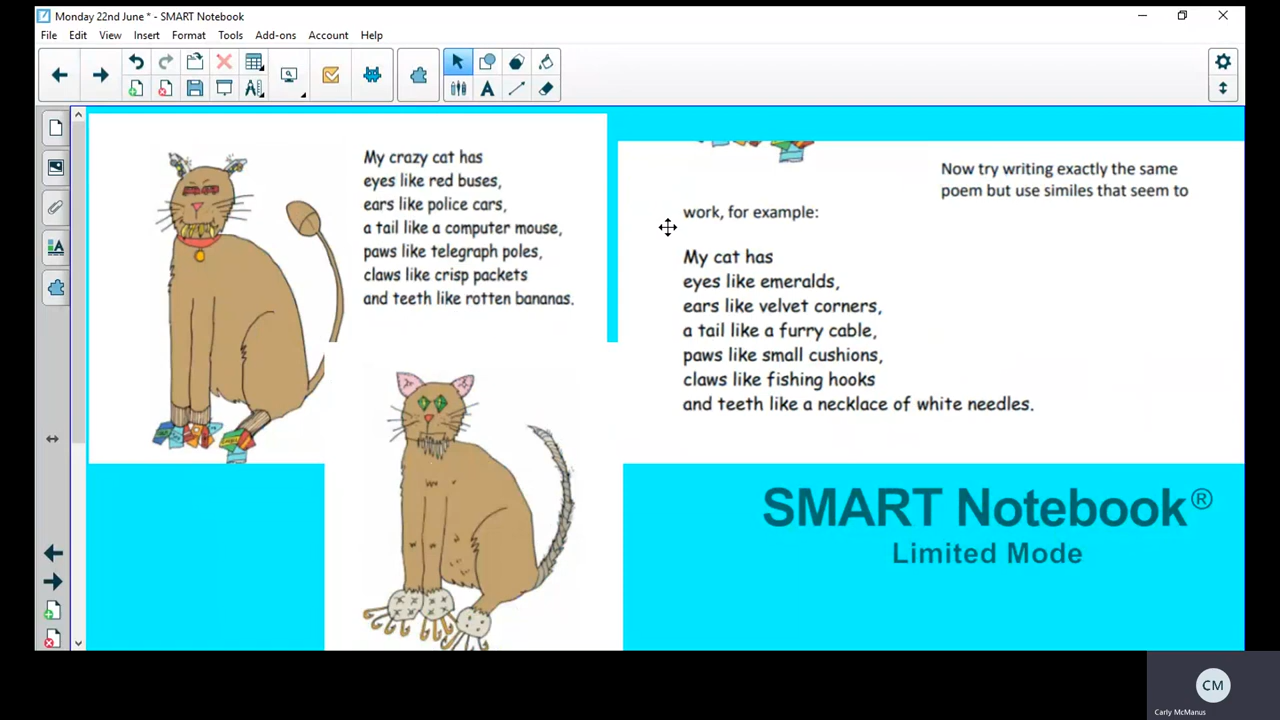 Monday 22nd June * - SMART Notebook
File Edit View Insert Format Tools Add-ons Account Help
My crazy cat has
eyes like red buses,
ears like police cars,
a tail like a computer mouse,
paws like telegraph poles,
claws like crisp packets
and teeth like rotten bananas.
Now try writing exactly the same
poem but use similes that seem to
work, for example:
My cat has
eyes like emeralds,
ears like velvet corners,
a tail like a furry cable,
paws like small cushions,
claws like fishing hooks
and teeth like a necklace of white needles.
SMART Notebook®
Limited Mode
CM
Carly McManus